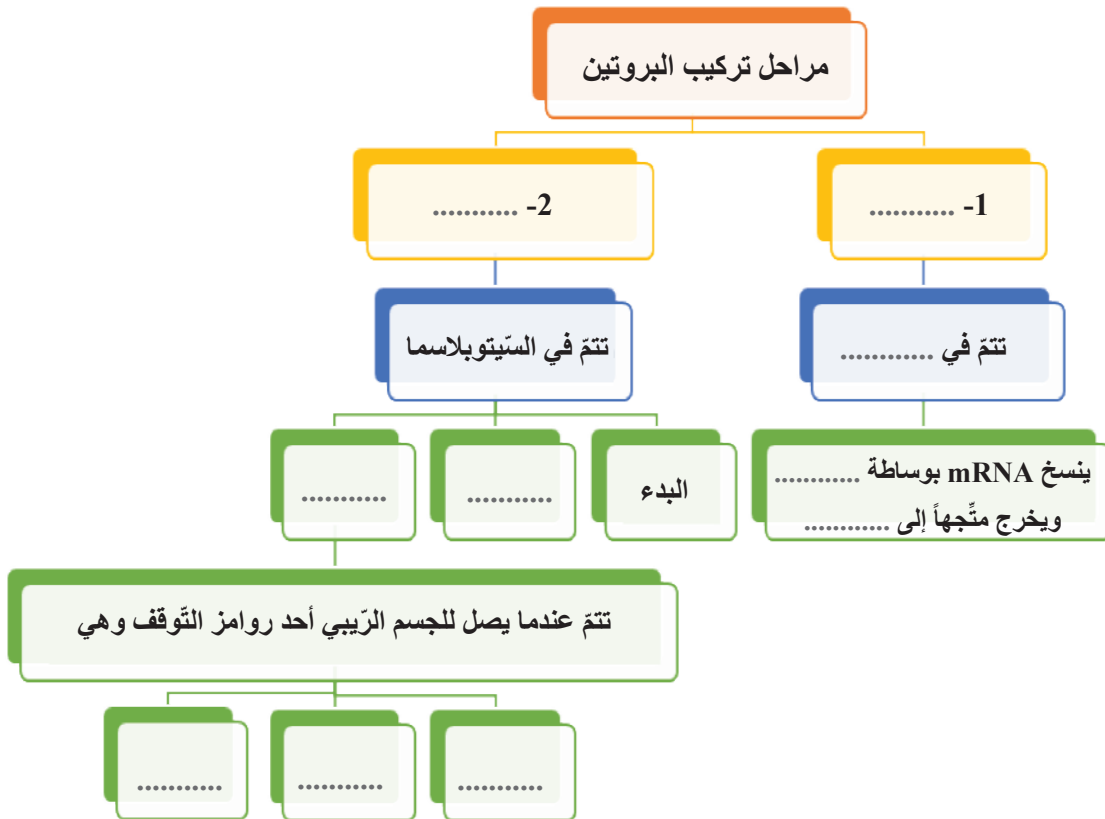 مراحل تركيب البروتين
1- ...........
2- ...........
تتمّ في ............
تتمّ في السّيتوبلاسما
ينسخ mRNA بوساطة ............
ويخرج متِّجهاً إلى ............
البدء
...........
...........
تتمّ عندما يصل للجسم الرّيبي أحد روامز التّوقف وهي
...........
...........
...........